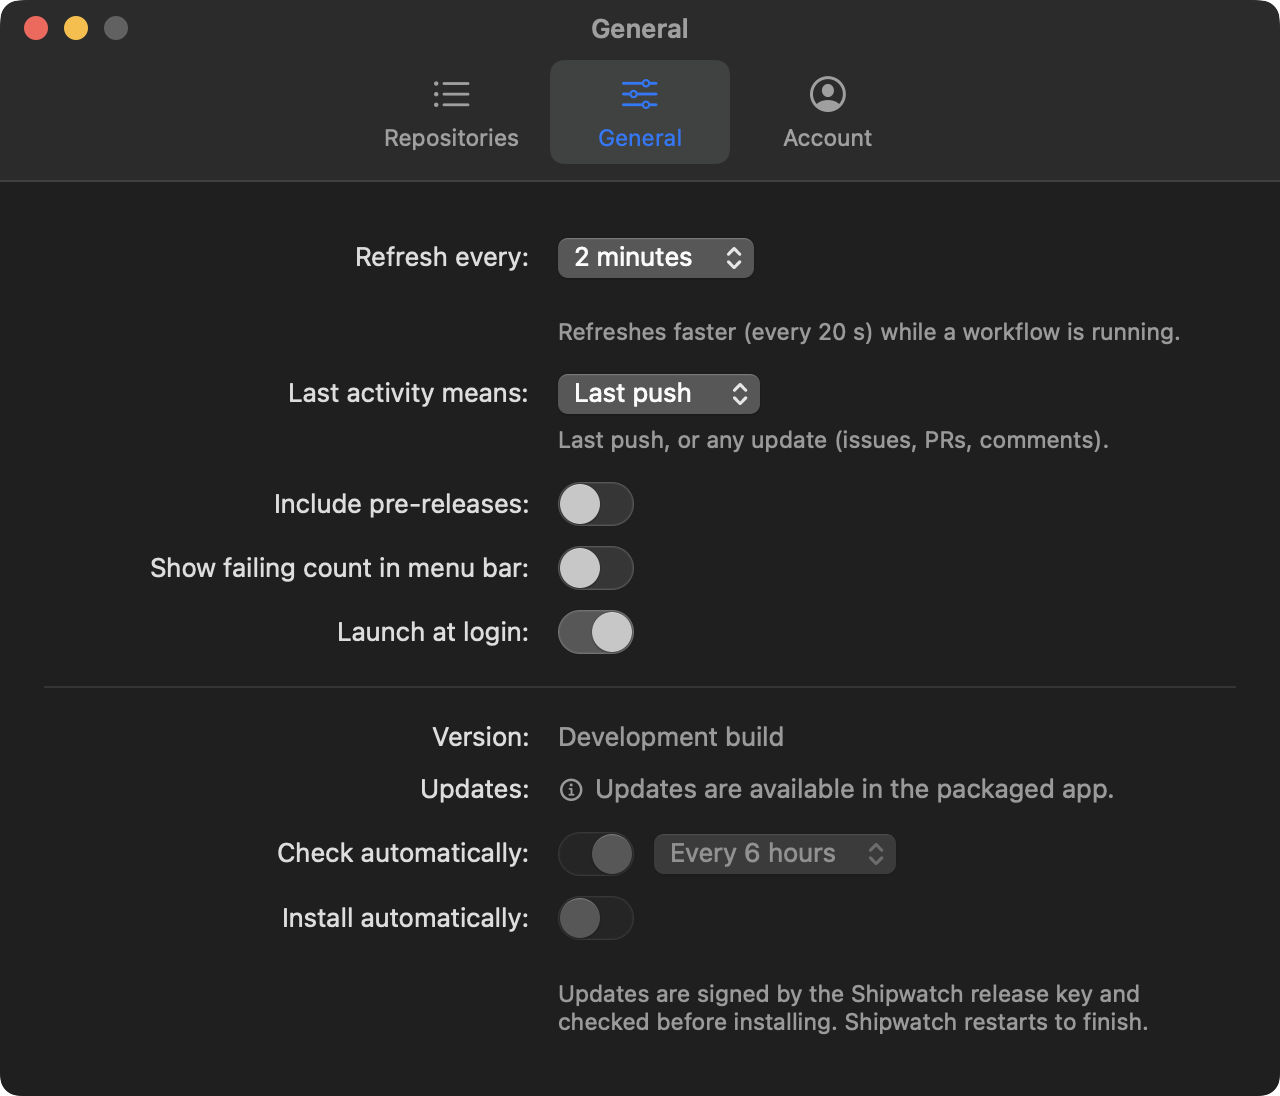 General
Repositories General Account
Refresh every: 2 minutes
Refreshes faster (every 20 s) while a workflow is running.
Last activity means: Last push
Last push, or any update (issues, PRs, comments).
Include pre-releases:
Show failing count in menu bar:
Launch at login:
Version: Development build
Updates: Updates are available in the packaged app.
Check automatically: Every 6 hours
Install automatically:
Updates are signed by the Shipwatch release key and
checked before installing. Shipwatch restarts to finish.